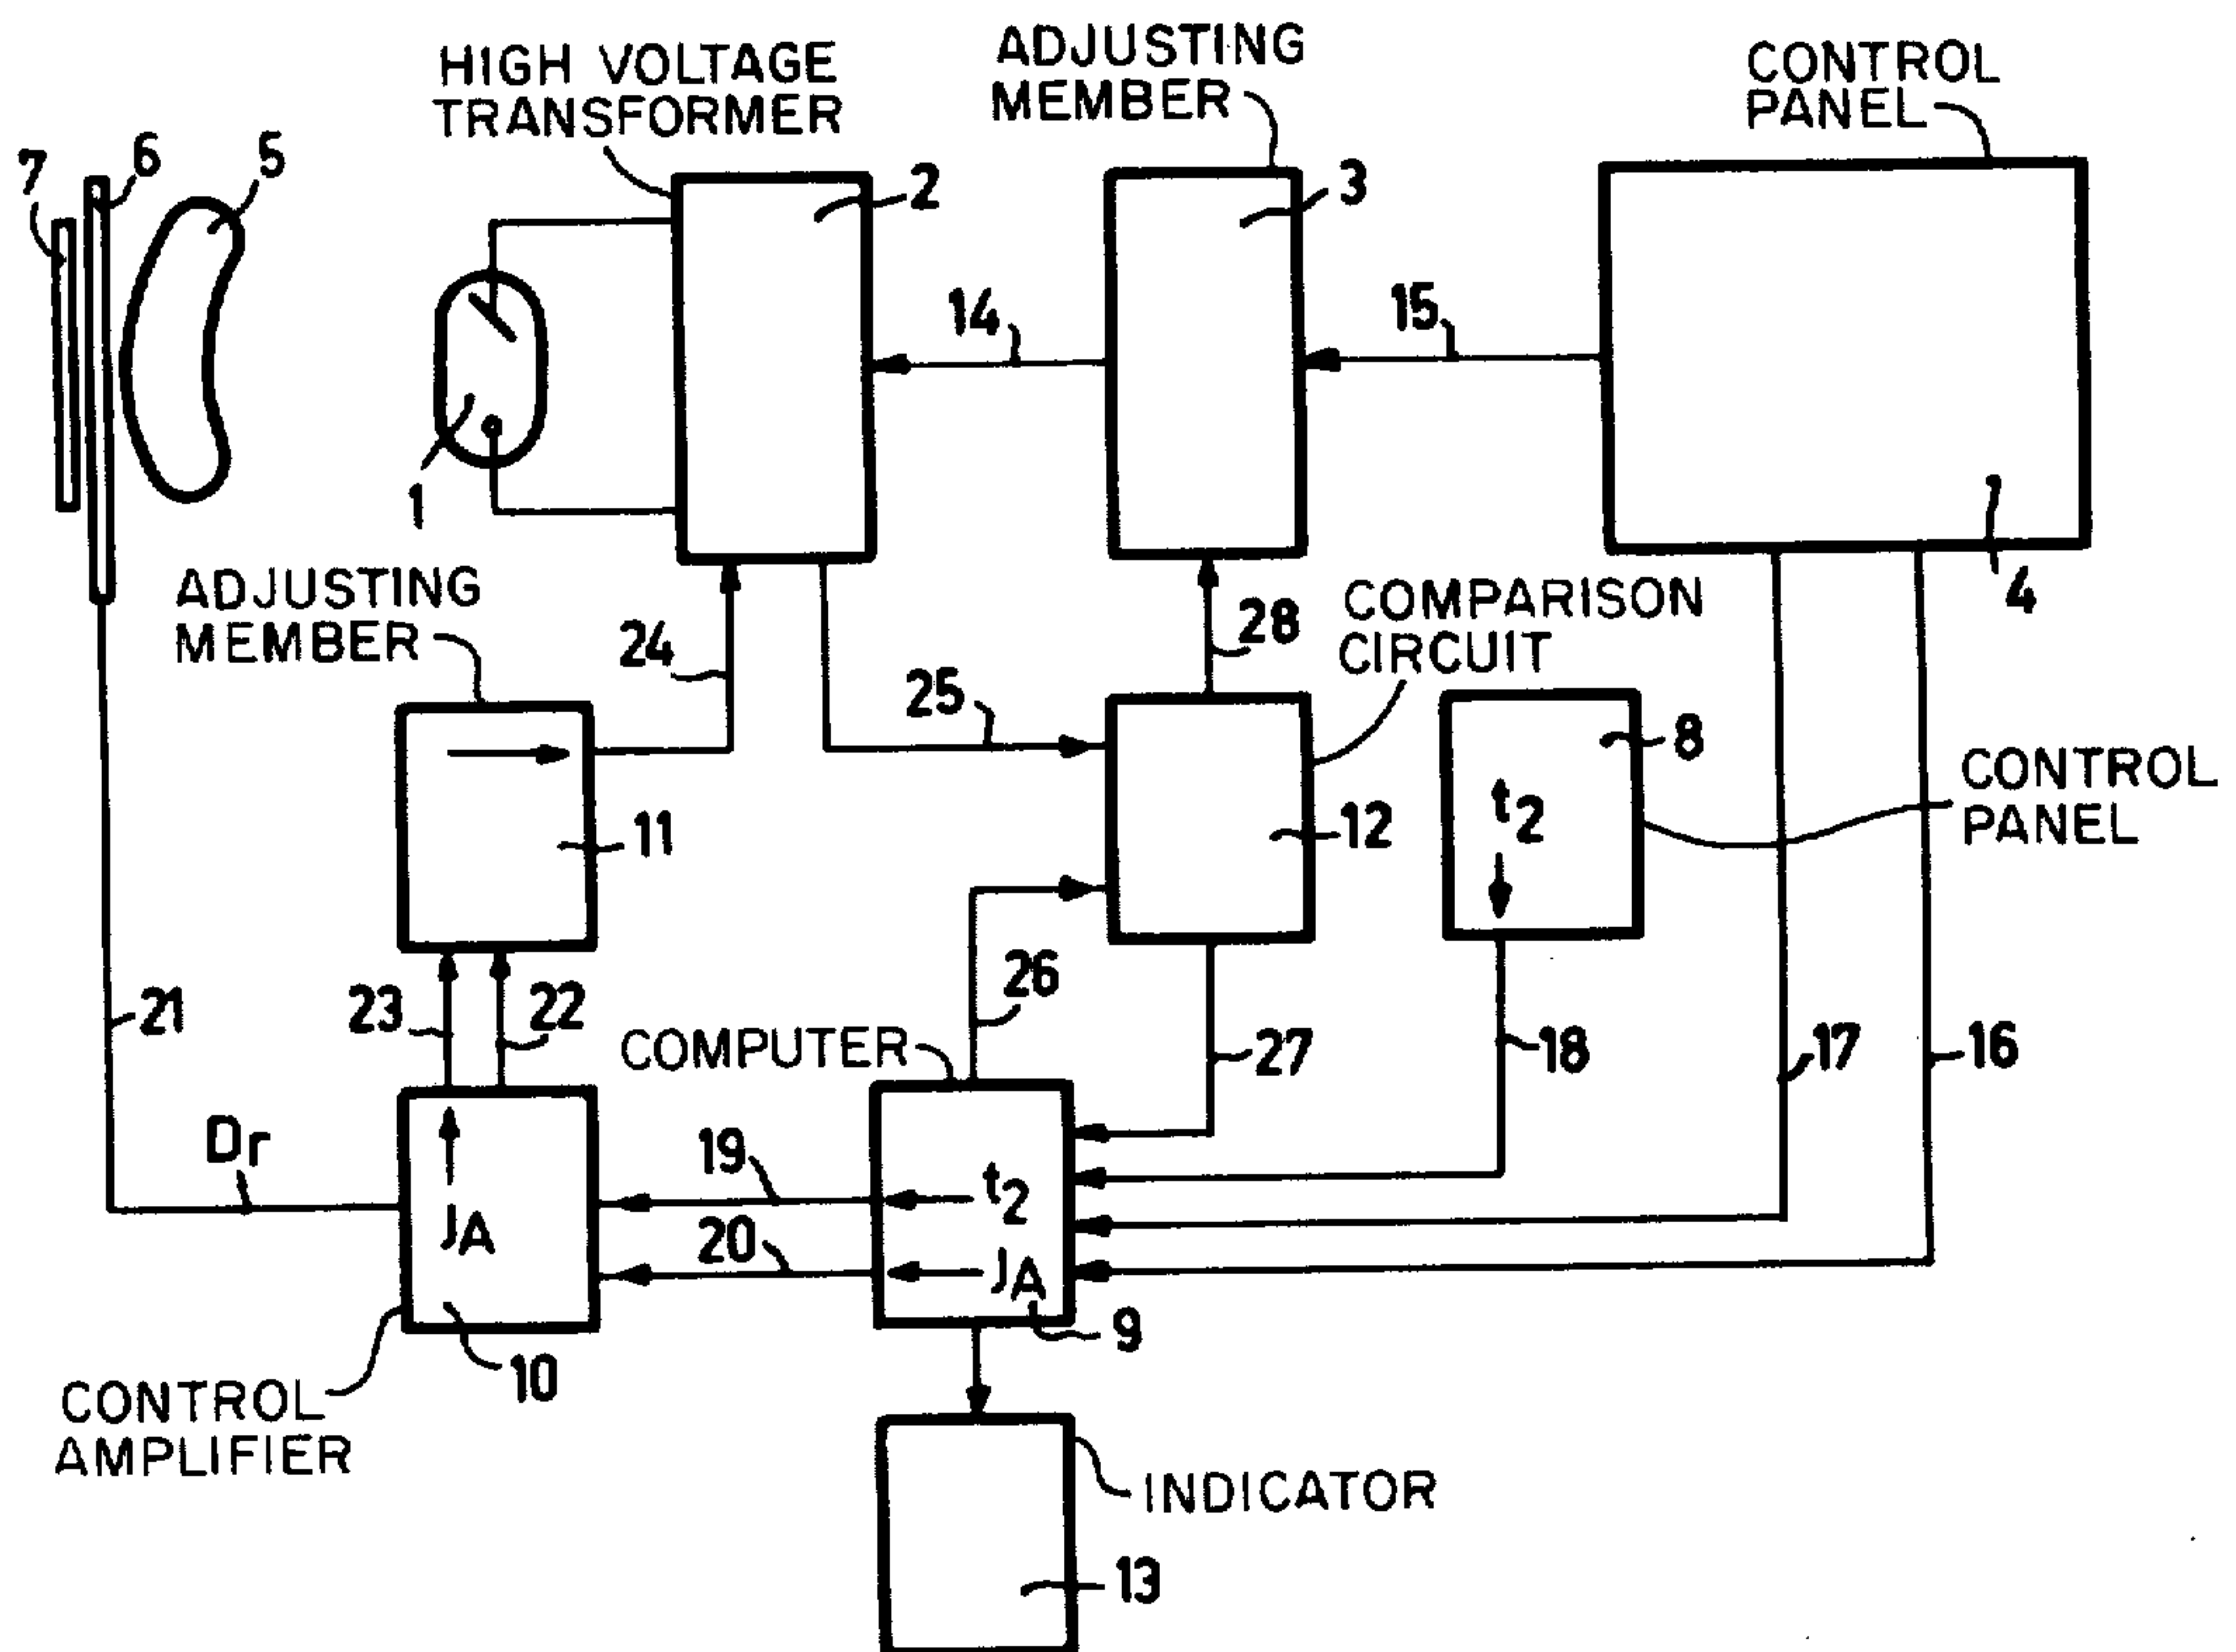 HIGH VOLTAGE
TRANSFORMER
ADJUSTING
MEMBER
CONTROL
PANEL
7
6
5
2
3
14
15
1
4
ADJUSTING
MEMBER
24
25
28
COMPARISON
CIRCUIT
8
t2
CONTROL
PANEL
11
12
26
21
23
22
COMPUTER
27
18
17
16
Dr
19
t2
JA
20
JA
9
10
CONTROL
AMPLIFIER
INDICATOR
13